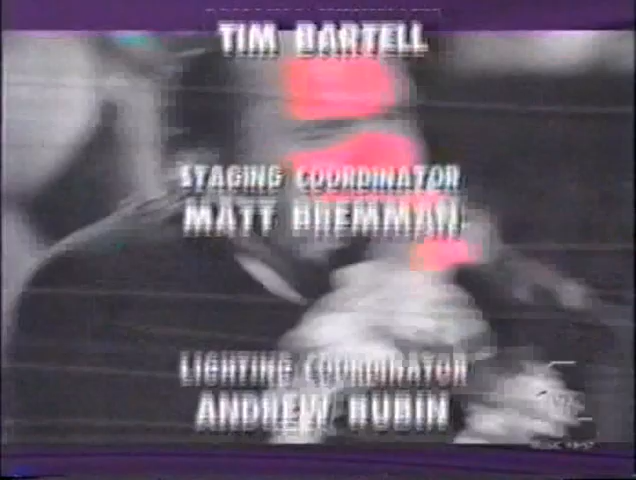 TIM BARTELL
STAGING COORDINATOR
MATT BREMMAN
LIGHTING COORDINATOR
ANDREW RUBIN